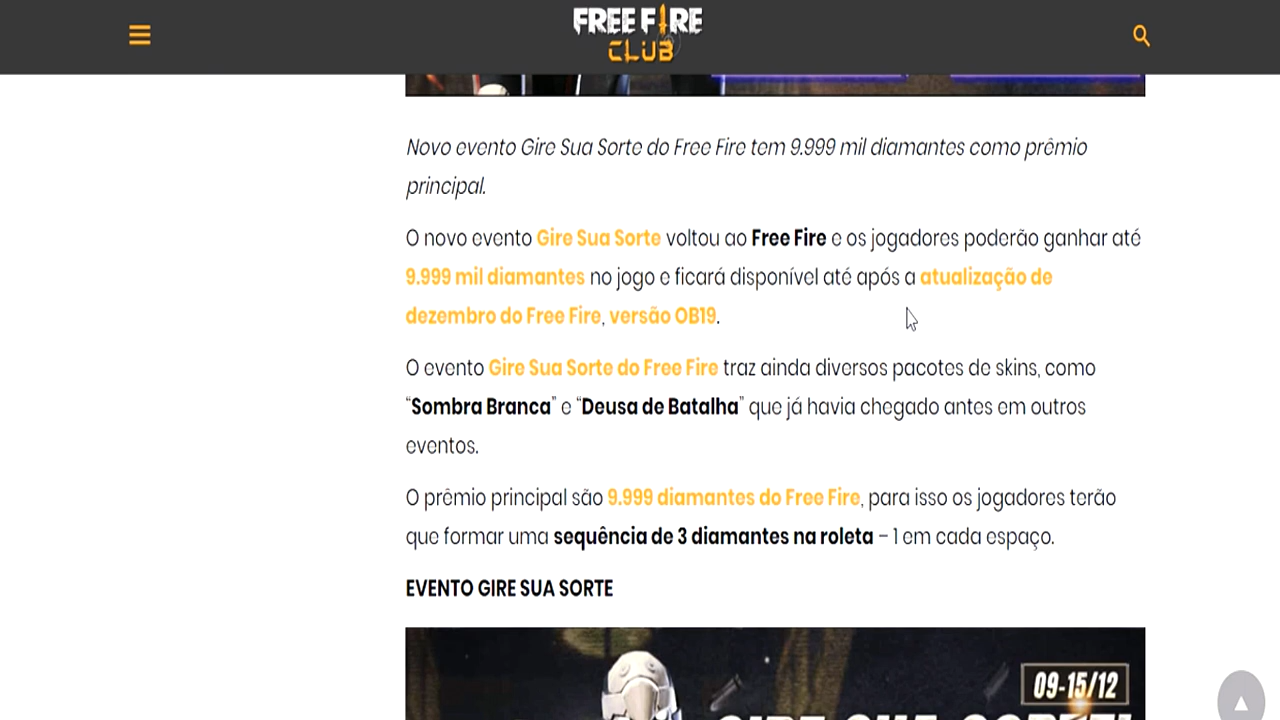 FREE FIRE
CLUB
Novo evento Gire Sua Sorte do Free Fire tem 9.999 mil diamantes como prêmio
principal.
O novo evento Gire Sua Sorte voltou ao Free Fire e os jogadores poderão ganhar até
9.999 mil diamantes no jogo e ficará disponível até após a atualização de
dezembro do Free Fire, versão OB19.
O evento Gire Sua Sorte do Free Fire traz ainda diversos pacotes de skins, como
“Sombra Branca” e “Deusa de Batalha” que já havia chegado antes em outros
eventos.
O prêmio principal são 9.999 diamantes do Free Fire, para isso os jogadores terão
que formar uma sequência de 3 diamantes na roleta – 1 em cada espaço.
EVENTO GIRE SUA SORTE
09-15/12
GIRE SUA SORTE!